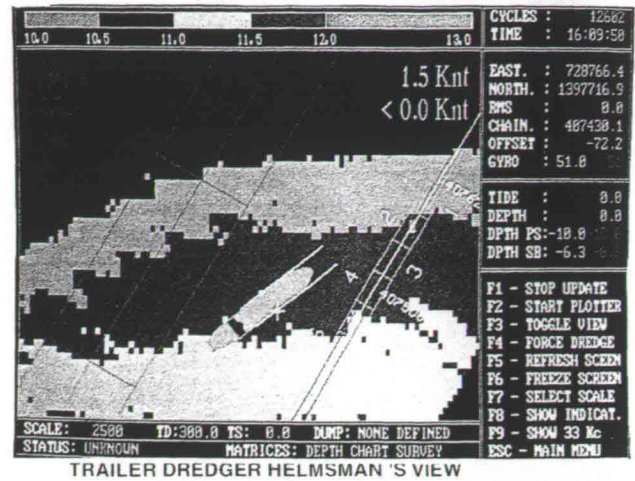 10.0 10.5 11.0 11.5 12.0 13.0
CYCLES : 12602
TIME : 16:09:50
1.5 Knt
< 0.0 Knt
EAST. : 728766.4
NORTH. : 1397716.9
RMS : 0.0
CHAIN. : 407430.1
OFFSET : -72.2
GYRO : 51.0
TIDE : 0.0
DEPTH : 0.0
DPTH PS:-10.0
DPTH SB: -6.3
4
3
F1 - STOP UPDATE
F2 - START PLOTTER
F3 - TOGGLE VIEW
F4 - FORCE DREDGE
F5 - REFRESH SCEEN
F6 - FREEZE SCREEN
F7 - SELECT SCALE
F8 - SHOW INDICAT.
F9 - SHOW 33 Kc
ESC - MAIN MENU
SCALE: 2500 TD:300.0 TS: 0.0 DUMP: NONE DEFINED
STATUS: UNKNOWN MATRICES: DEPTH CHART SURVEY
TRAILER DREDGER HELMSMAN 'S VIEW